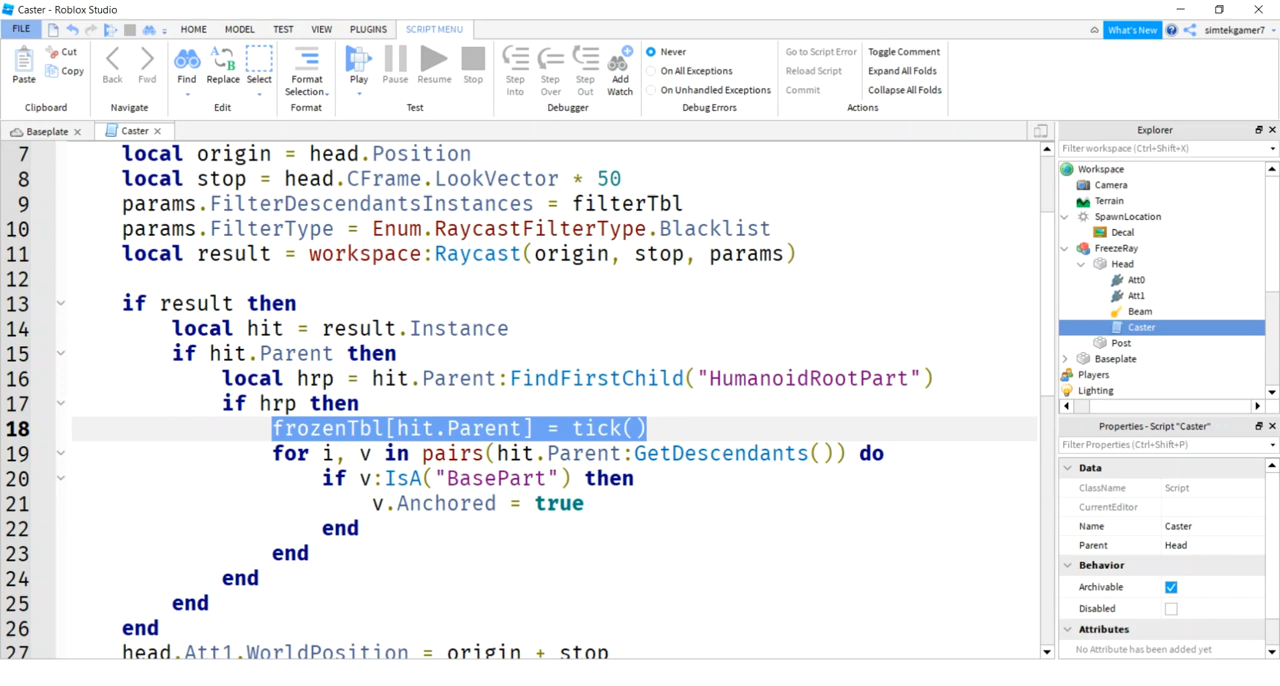 Caster - Roblox Studio
FILE HOME MODEL TEST VIEW PLUGINS SCRIPT MENU What's New simtekgamer7
Paste Cut Copy Back Fwd Find Replace Select Format Selection Play Pause Resume Stop Step Into Step Over Step Out Add Watch
Never
On All Exceptions
On Unhandled Exceptions
Go to Script Error
Reload Script
Commit
Toggle Comment
Expand All Folds
Collapse All Folds
Clipboard Navigate Edit Format Test Debugger Debug Errors Actions
Baseplate Caster
7 local origin = head.Position
8 local stop = head.CFrame.LookVector * 50
9 params.FilterDescendantsInstances = filterTbl
10 params.FilterType = Enum.RaycastFilterType.Blacklist
11 local result = workspace:Raycast(origin, stop, params)
12
13 if result then
14 local hit = result.Instance
15 if hit.Parent then
16 local hrp = hit.Parent:FindFirstChild("HumanoidRootPart")
17 if hrp then
18 frozenTbl[hit.Parent] = tick()
19 for i, v in pairs(hit.Parent:GetDescendants()) do
20 if v:IsA("BasePart") then
21 v.Anchored = true
22 end
23 end
24 end
25 end
26 end
27 head.Att1.WorldPosition = origin + stop
Explorer
Filter workspace (Ctrl+Shift+X)
Workspace
Camera
Terrain
SpawnLocation
Decal
FreezeRay
Head
Att0
Att1
Beam
Caster
Post
Baseplate
Players
Lighting
Properties - Script "Caster"
Filter Properties (Ctrl+Shift+P)
Data
ClassName Script
CurrentEditor
Name Caster
Parent Head
Behavior
Archivable
Disabled
Attributes
No Attribute has been added yet